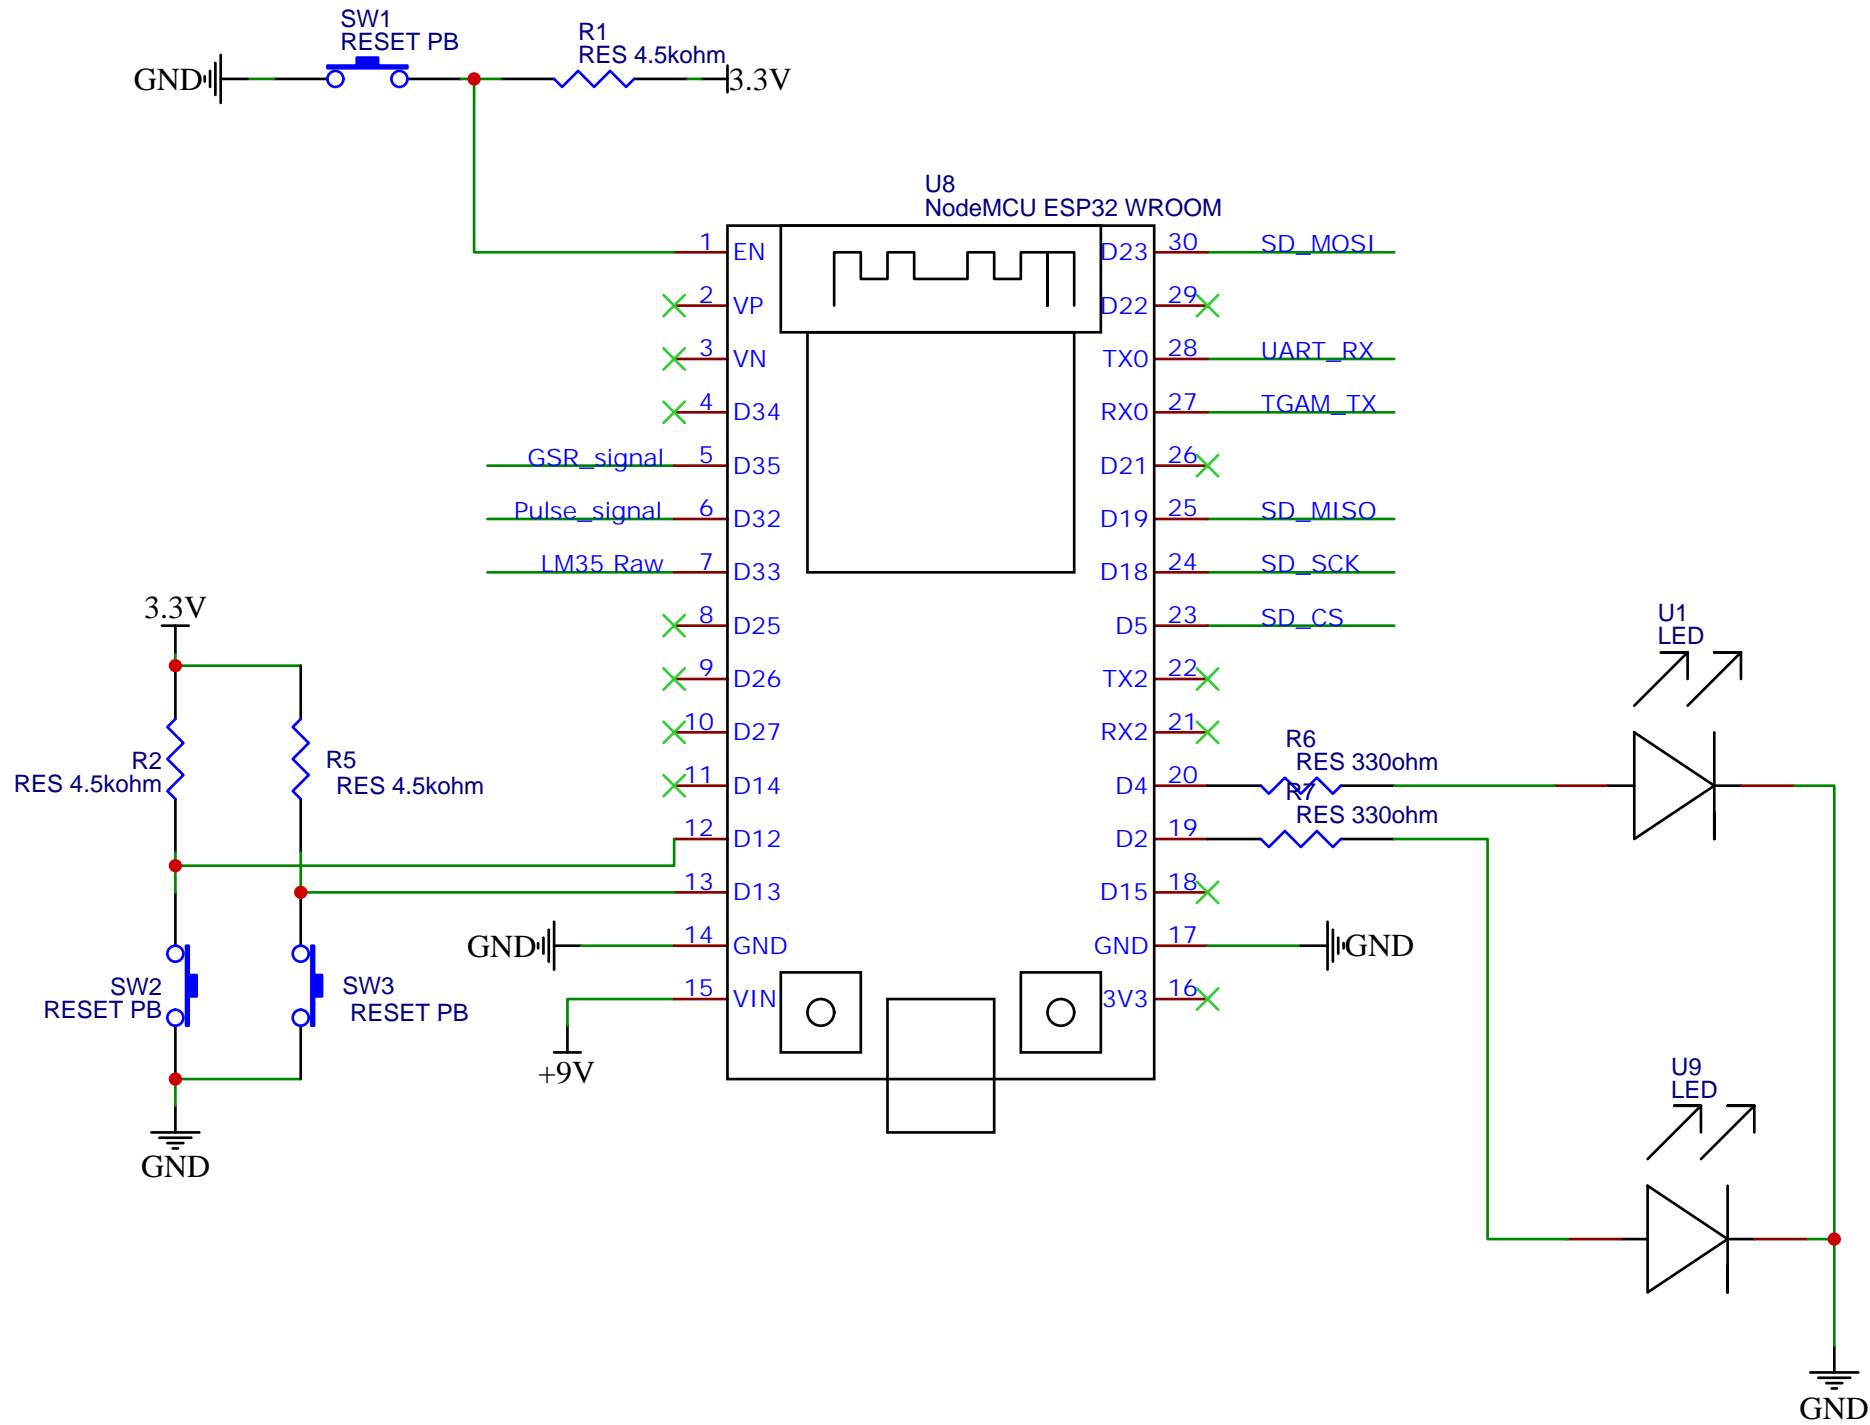 SW1
RESET PB
R1
RES 4.5kohm
GND
3.3V
U8
NodeMCU ESP32 WROOM
1 EN
2 VP
3 VN
4 D34
GSR_signal 5 D35
Pulse_signal 6 D32
LM35 Raw 7 D33
8 D25
9 D26
10 D27
11 D14
12 D12
13 D13
GND 14 GND
15 VIN
+9V
D23 30 SD_MOSI
D22 29
TX0 28 UART_RX
RX0 27 TGAM_TX
D21 26
D19 25 SD_MISO
D18 24 SD_SCK
D5 23 SD_CS
TX2 22
RX2 21
D4 20
D2 19
D15 18
GND 17 GND
3V3 16
3.3V
R2
RES 4.5kohm
R5
RES 4.5kohm
SW2
RESET PB
SW3
RESET PB
GND
R6
RES 330ohm
R7
RES 330ohm
U1
LED
U9
LED
GND